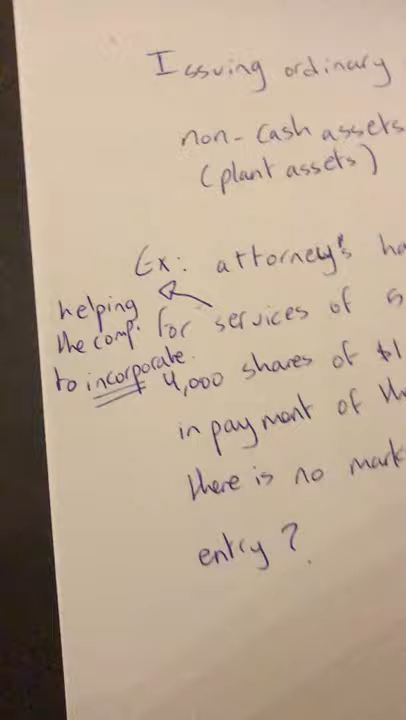 Issuing ordinary
non-cash assets
(plant assets)
Ex: attorney's
helping
the comp.
to incorporate.
for services of
4,000 shares of $1
in payment of
there is no
entry?